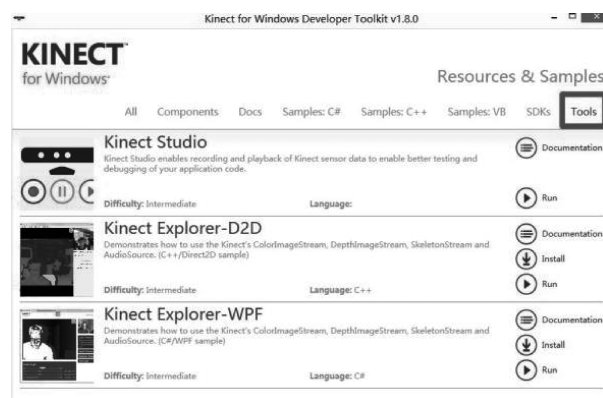 Kinect for Windows Developer Toolkit v1.8.0
KINECT
for Windows
Resources & Samples
All Components Docs Samples: C# Samples: C++ Samples: VB SDKs Tools
Kinect Studio
Kinect Studio enables recording and playback of Kinect sensor data to enable better testing and
debugging of your application code.
Documentation
Difficulty: Intermediate Language: Run
Kinect Explorer-D2D
Demonstrates how to use the Kinect's ColorImageStream, DepthImageStream, SkeletonStream and
AudioSource. (C++/Direct2D sample)
Documentation
Install
Difficulty: Intermediate Language: C++ Run
Kinect Explorer-WPF
Demonstrates how to use the Kinect's ColorImageStream, DepthImageStream, SkeletonStream and
AudioSource. (C#/WPF sample)
Documentation
Install
Difficulty: Intermediate Language: C# Run